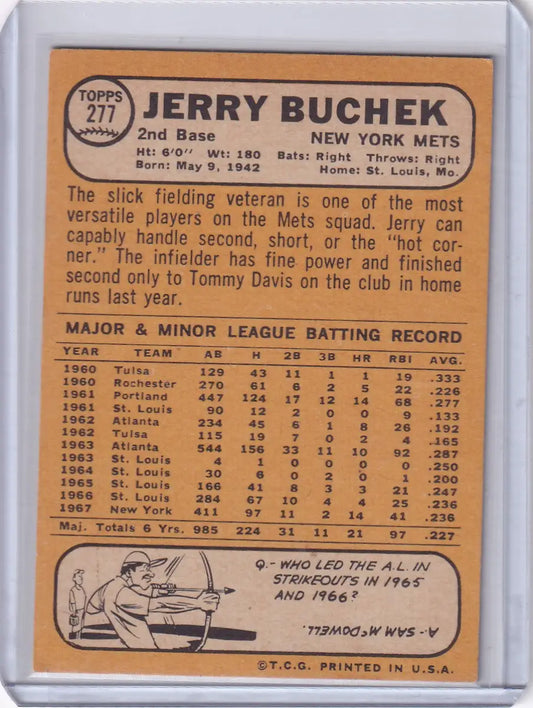 TOPPS
277
JERRY BUCHEK
2nd Base NEW YORK METS
Ht: 6'0" Wt: 180 Bats: Right Throws: Right
Born: May 9, 1942 Home: St. Louis, Mo.
The slick fielding veteran is one of the most
versatile players on the Mets squad. Jerry can
capably handle second, short, or the "hot cor-
ner." The infielder has fine power and finished
second only to Tommy Davis on the club in home
runs last year.
MAJOR & MINOR LEAGUE BATTING RECORD
YEAR TEAM AB H 2B 3B HR RBI AVG.
1960 Tulsa 129 43 11 1 1 19 .333
1960 Rochester 270 61 6 2 5 22 .226
1961 Portland 447 124 17 12 14 68 .277
1961 St. Louis 90 12 2 0 0 9 .133
1962 Atlanta 234 45 6 1 8 26 .192
1962 Tulsa 115 19 7 0 2 4 .165
1963 Atlanta 544 156 33 11 10 92 .287
1963 St. Louis 4 1 0 0 0 0 .250
1964 St. Louis 30 6 0 2 0 1 .200
1965 St. Louis 166 41 8 3 3 21 .247
1966 St. Louis 284 67 10 4 4 25 .236
1967 New York 411 97 11 2 14 41 .236
Maj. Totals 6 Yrs. 985 224 31 11 21 97 .227
Q.- WHO LED THE A.L. IN
STRIKEOUTS IN 1965
AND 1966?
A- SAM McDOWELL.
©T.C.G. PRINTED IN U.S.A.